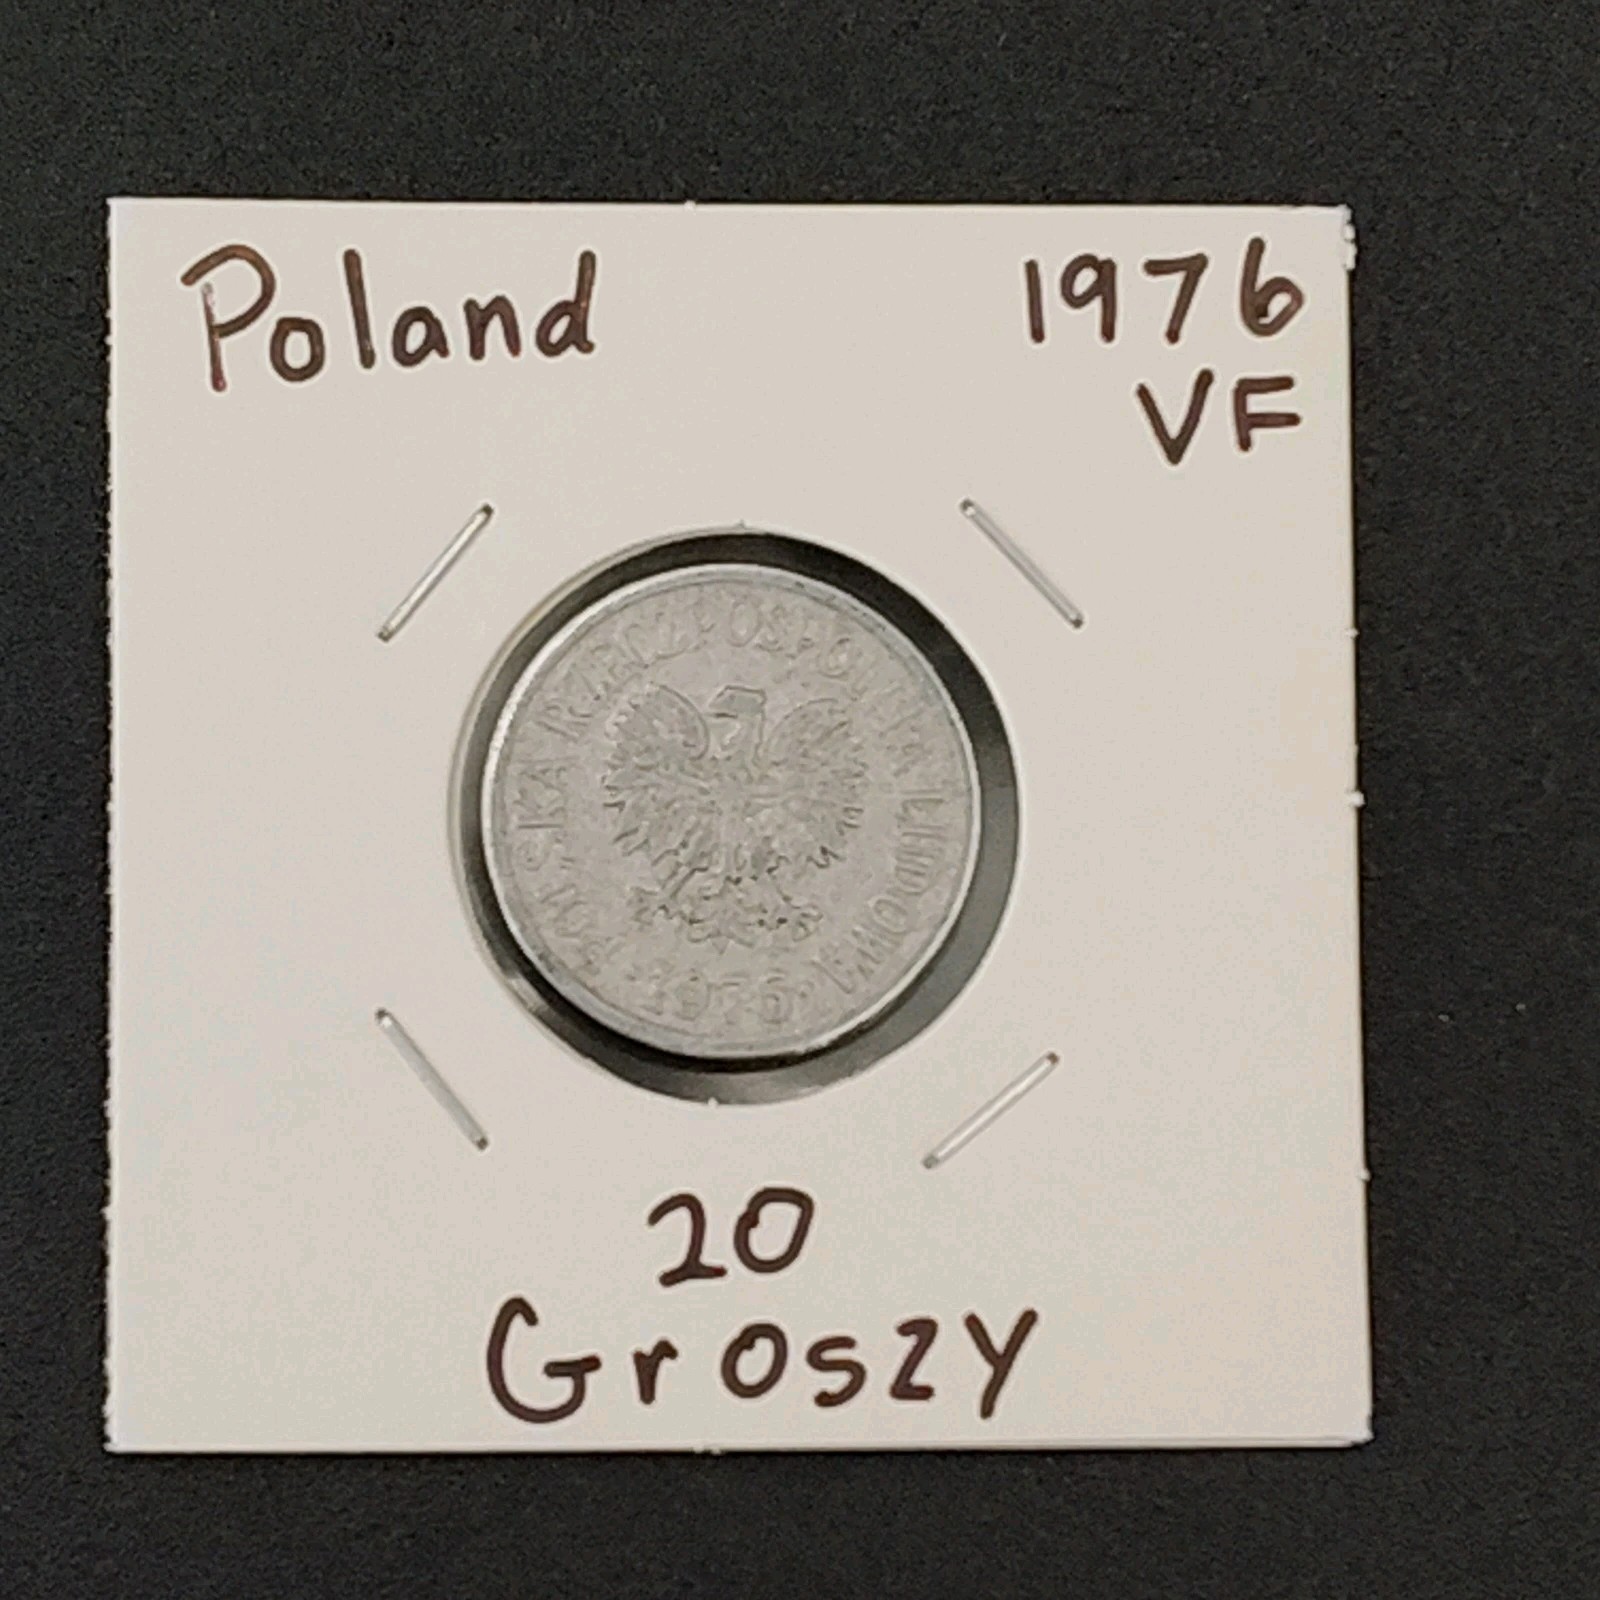 Poland 1976
VF
POLSKA RZECZPOSPOLITA LUDOWA
1976
20
Groszy